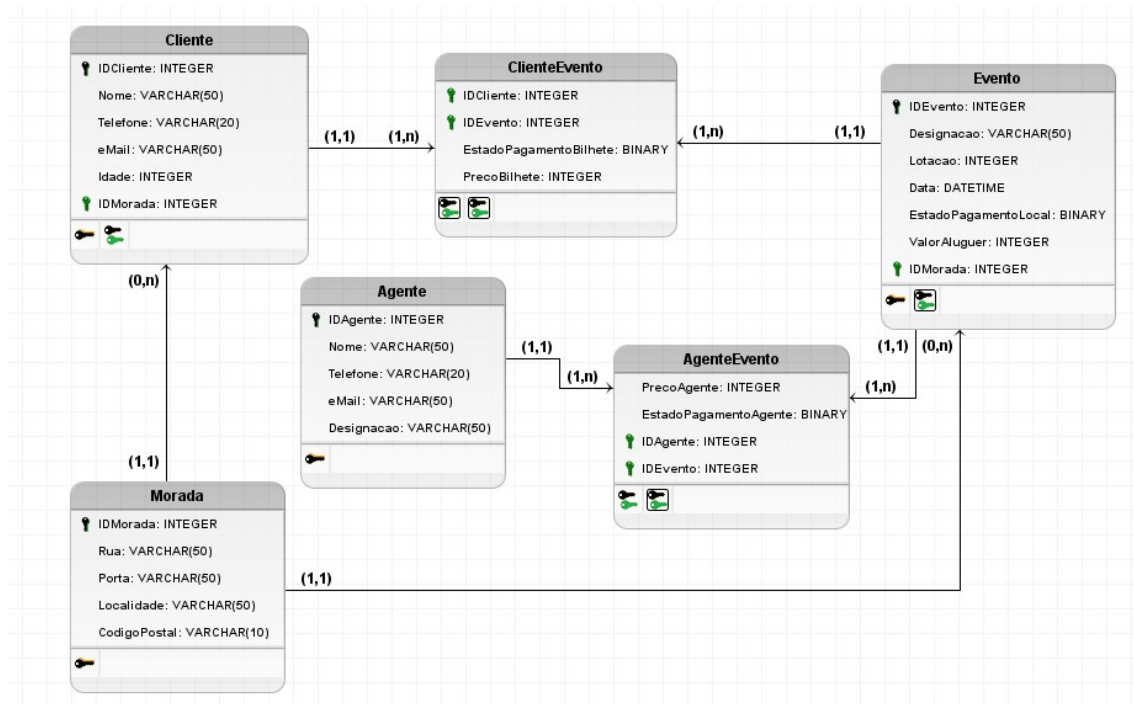 Cliente
IDCliente: INTEGER
Nome: VARCHAR(50)
Telefone: VARCHAR(20)
eMail: VARCHAR(50)
Idade: INTEGER
IDMorada: INTEGER
(1,1)
(1,n)
ClienteEvento
IDCliente: INTEGER
IDEvento: INTEGER
EstadoPagamentoBilhete: BINARY
PrecoBilhete: INTEGER
(1,n)
(1,1)
Evento
IDEvento: INTEGER
Designacao: VARCHAR(50)
Lotacao: INTEGER
Data: DATETIME
EstadoPagamentoLocal: BINARY
ValorAluguer: INTEGER
IDMorada: INTEGER
(0,n)
Agente
IDAgente: INTEGER
Nome: VARCHAR(50)
Telefone: VARCHAR(20)
eMail: VARCHAR(50)
Designacao: VARCHAR(50)
(1,1)
(1,n)
AgenteEvento
PrecoAgente: INTEGER
EstadoPagamentoAgente: BINARY
IDAgente: INTEGER
IDEvento: INTEGER
(1,1)
(0,n)
(1,n)
(1,1)
Morada
IDMorada: INTEGER
Rua: VARCHAR(50)
Porta: VARCHAR(50)
Localidade: VARCHAR(50)
CodigoPostal: VARCHAR(10)
(1,1)